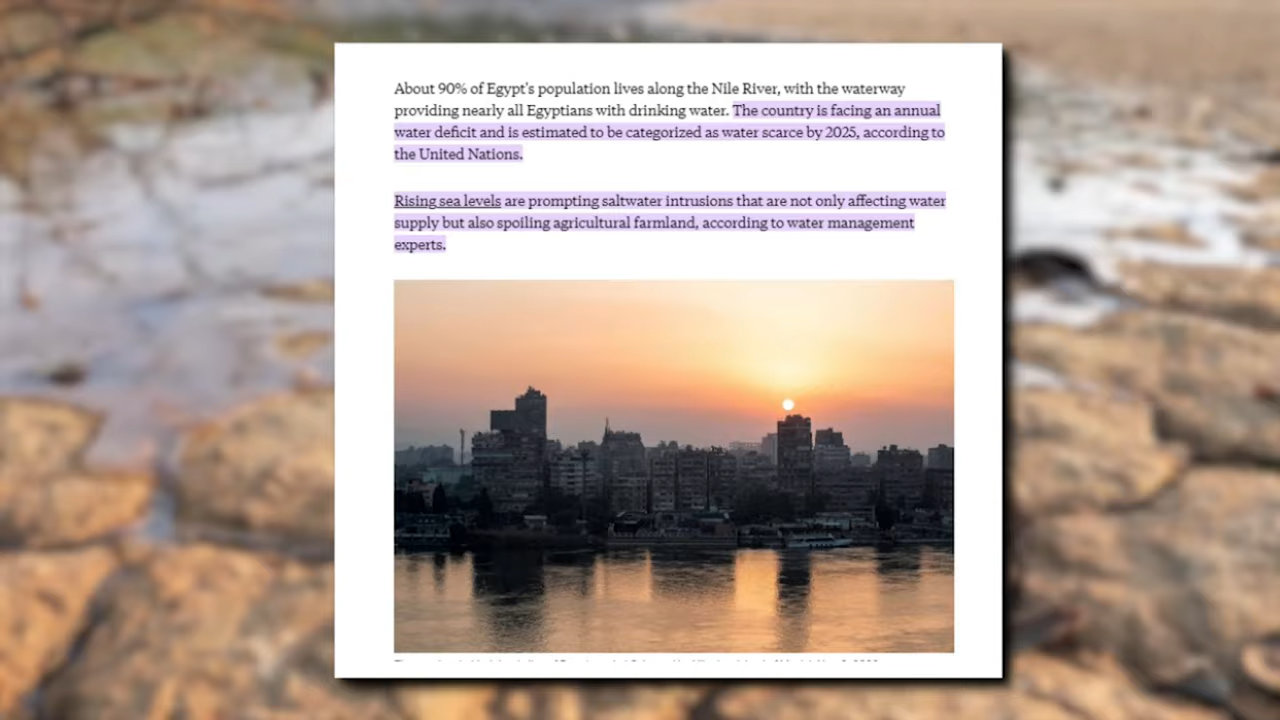 About 90% of Egypt's population lives along the Nile River, with the waterway
providing nearly all Egyptians with drinking water. The country is facing an annual
water deficit and is estimated to be categorized as water scarce by 2025, according to
the United Nations.
Rising sea levels are prompting saltwater intrusions that are not only affecting water
supply but also spoiling agricultural farmland, according to water management
experts.